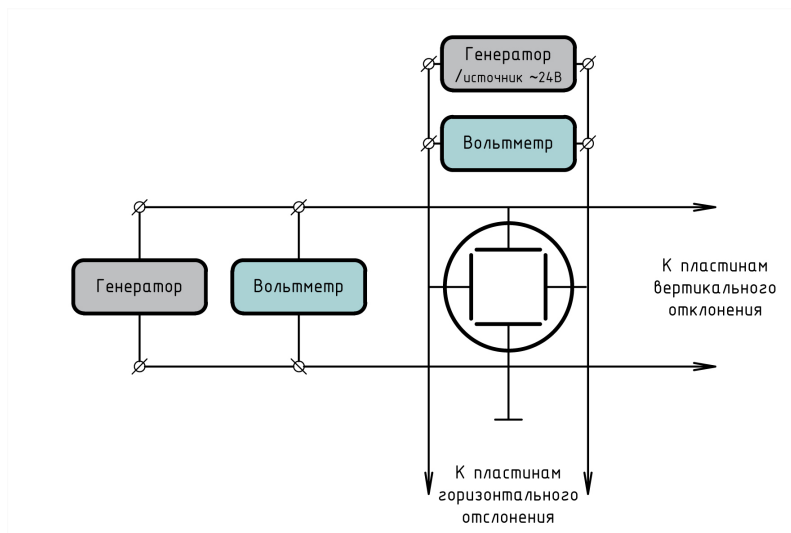 Генератор
/источник ~24В
Вольтметр
Генератор
Вольтметр
К пластинам
вертикального
отклонения
К пластинам
горизонтального
отслонения